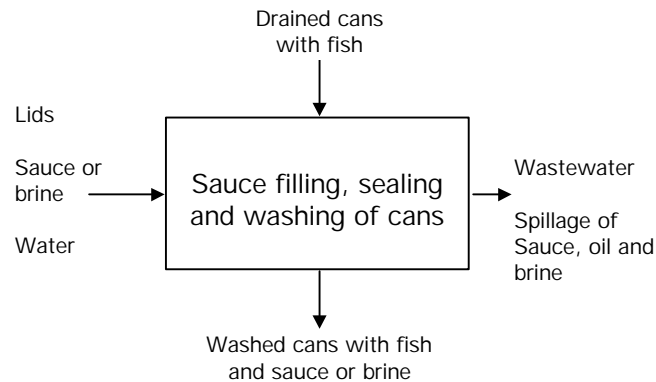 Drained cans
with fish
Lids
Sauce or
brine
Water
Sauce filling, sealing
and washing of cans
Wastewater
Spillage of
Sauce, oil and
brine
Washed cans with fish
and sauce or brine